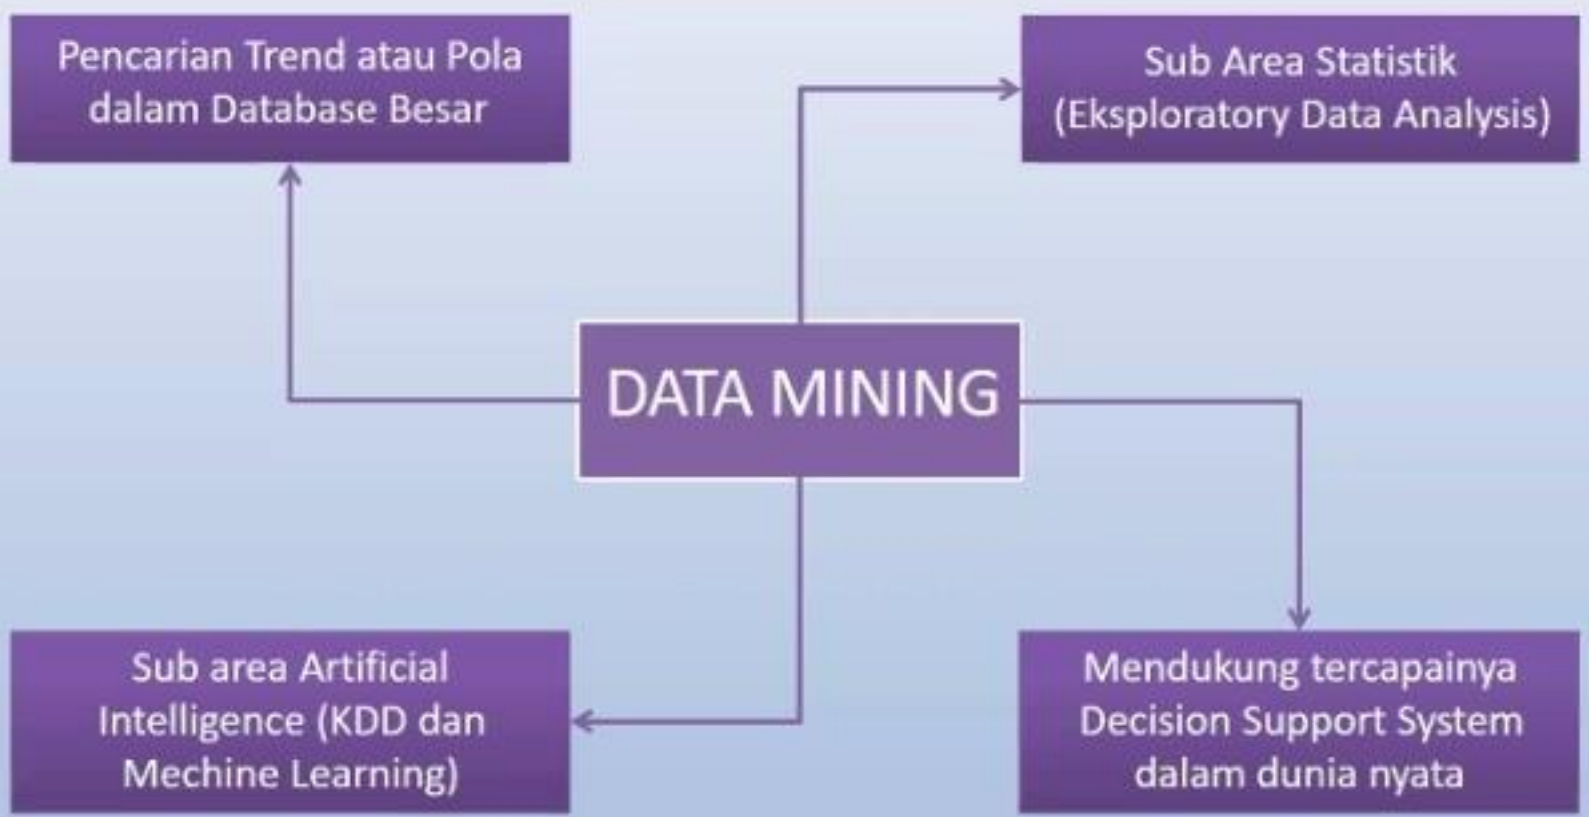 Pencarian Trend atau Pola
dalam Database Besar
Sub Area Statistik
(Eksploratory Data Analysis)
DATA MINING
Sub area Artificial
Intelligence (KDD dan
Mechine Learning)
Mendukung tercapainya
Decision Support System
dalam dunia nyata